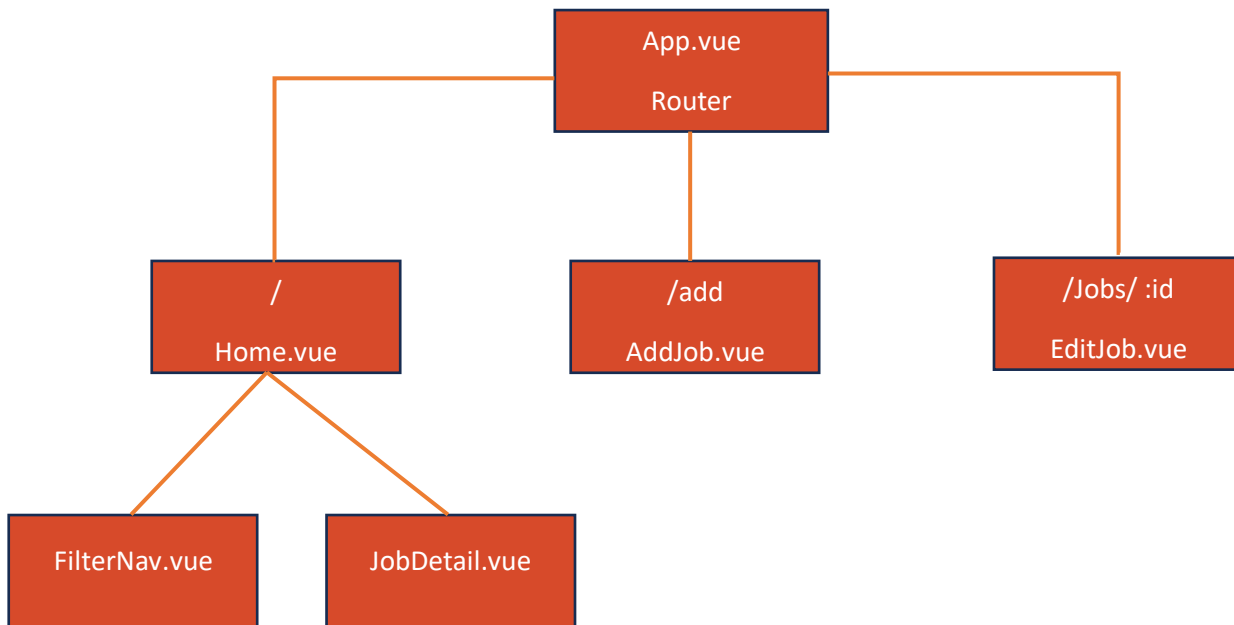 App.vue
Router
/
Home.vue
/add
AddJob.vue
/Jobs/ :id
EditJob.vue
FilterNav.vue
JobDetail.vue